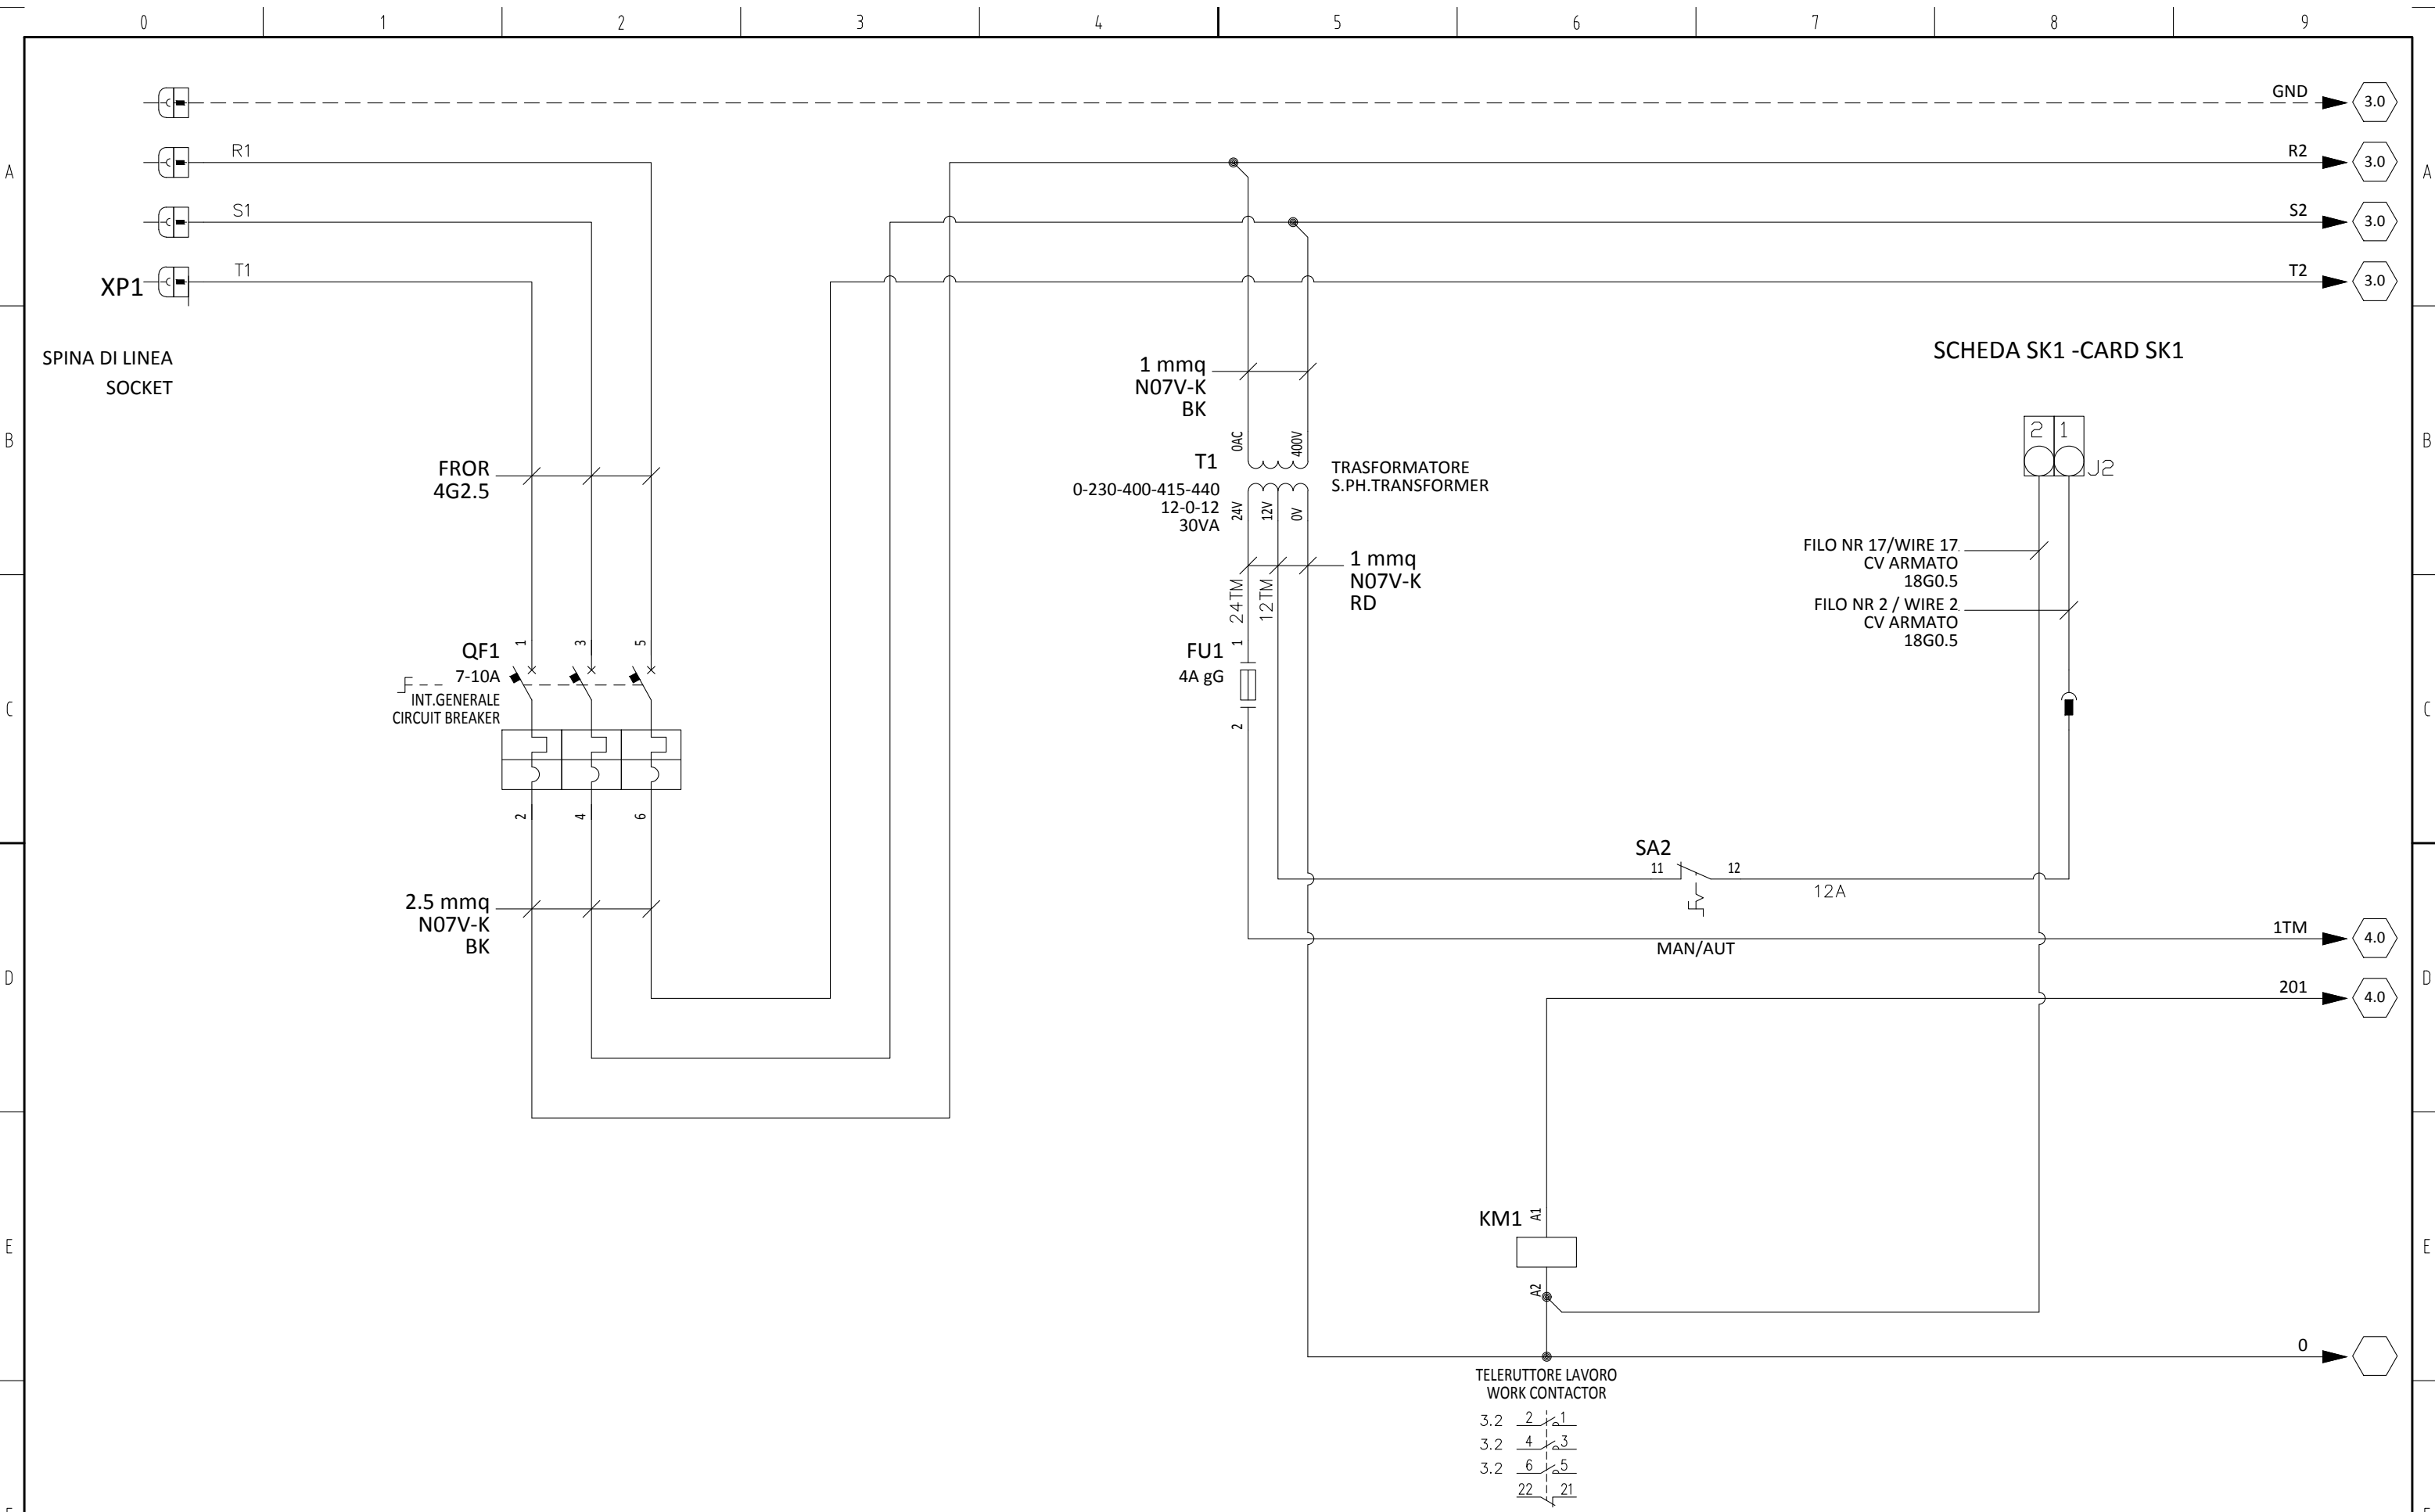 0 1 2 3 4 5 6 7 8 9
GND 3.0
A R1 R2 3.0 A
S1 S2 3.0
XP1 T1 T2 3.0
SPINA DI LINEA
SOCKET
SCHEDA SK1 -CARD SK1
1 mmq
N07V-K
BK
B B
2 1
J2
FROR
4G2.5
0AC 400V
T1
TRASFORMATORE
S.PH.TRANSFORMER
0-230-400-415-440
12-0-12
30VA
24V 12V 0V
1 mmq
N07V-K
RD
24TM 12TM
FILO NR 17/WIRE 17
CV ARMATO
18G0.5
FILO NR 2 / WIRE 2
CV ARMATO
18G0.5
1 3 5
QF1
7-10A
INT.GENERALE
CIRCUIT BREAKER
1
FU1
4A gG
2
C C
2 4 6
SA2
11 12
12A
2.5 mmq
N07V-K
BK
1TM 4.0
MAN/AUT
D D
201 4.0
KM1 A1
E E
A2
0
TELERUTTORE LAVORO
WORK CONTACTOR
3.2 2 1
3.2 4 3
3.2 6 5
22 21